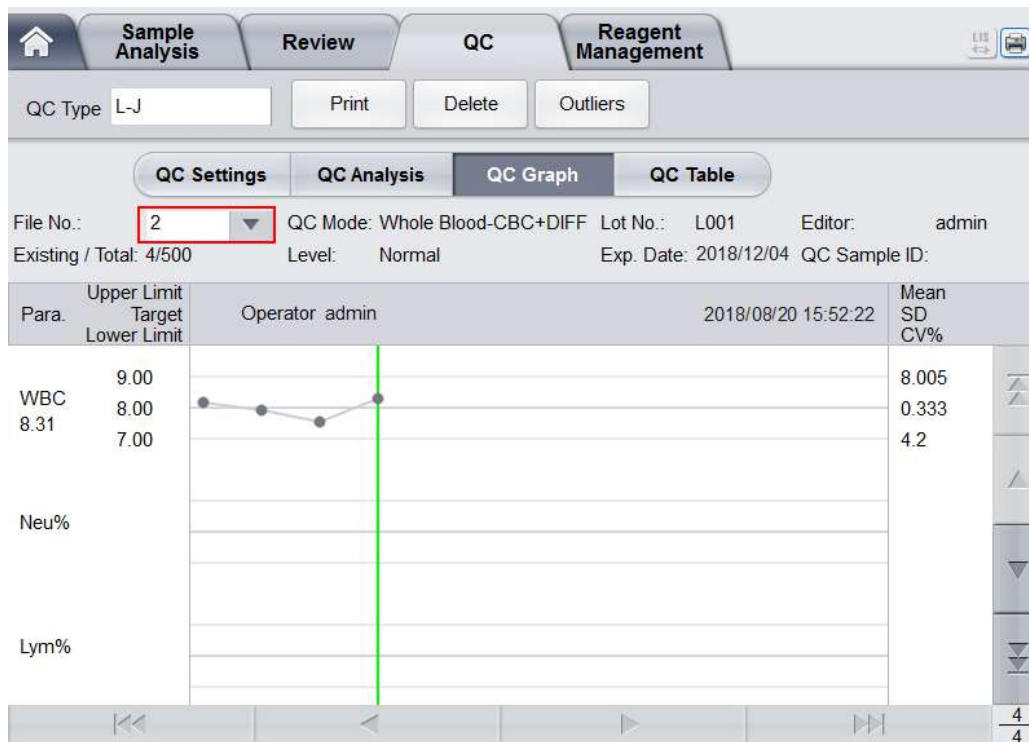 Sample Analysis Review QC Reagent Management LIS
QC Type L-J Print Delete Outliers
QC Settings QC Analysis QC Graph QC Table
File No.: 2 QC Mode: Whole Blood-CBC+DIFF Lot No.: L001 Editor: admin
Existing / Total: 4/500 Level: Normal Exp. Date: 2018/12/04 QC Sample ID:
Para. Upper Limit Target Lower Limit Operator admin 2018/08/20 15:52:22 Mean SD CV%
9.00 8.005
WBC 8.00 0.333
8.31 7.00 4.2
Neu%
Lym%
4
4